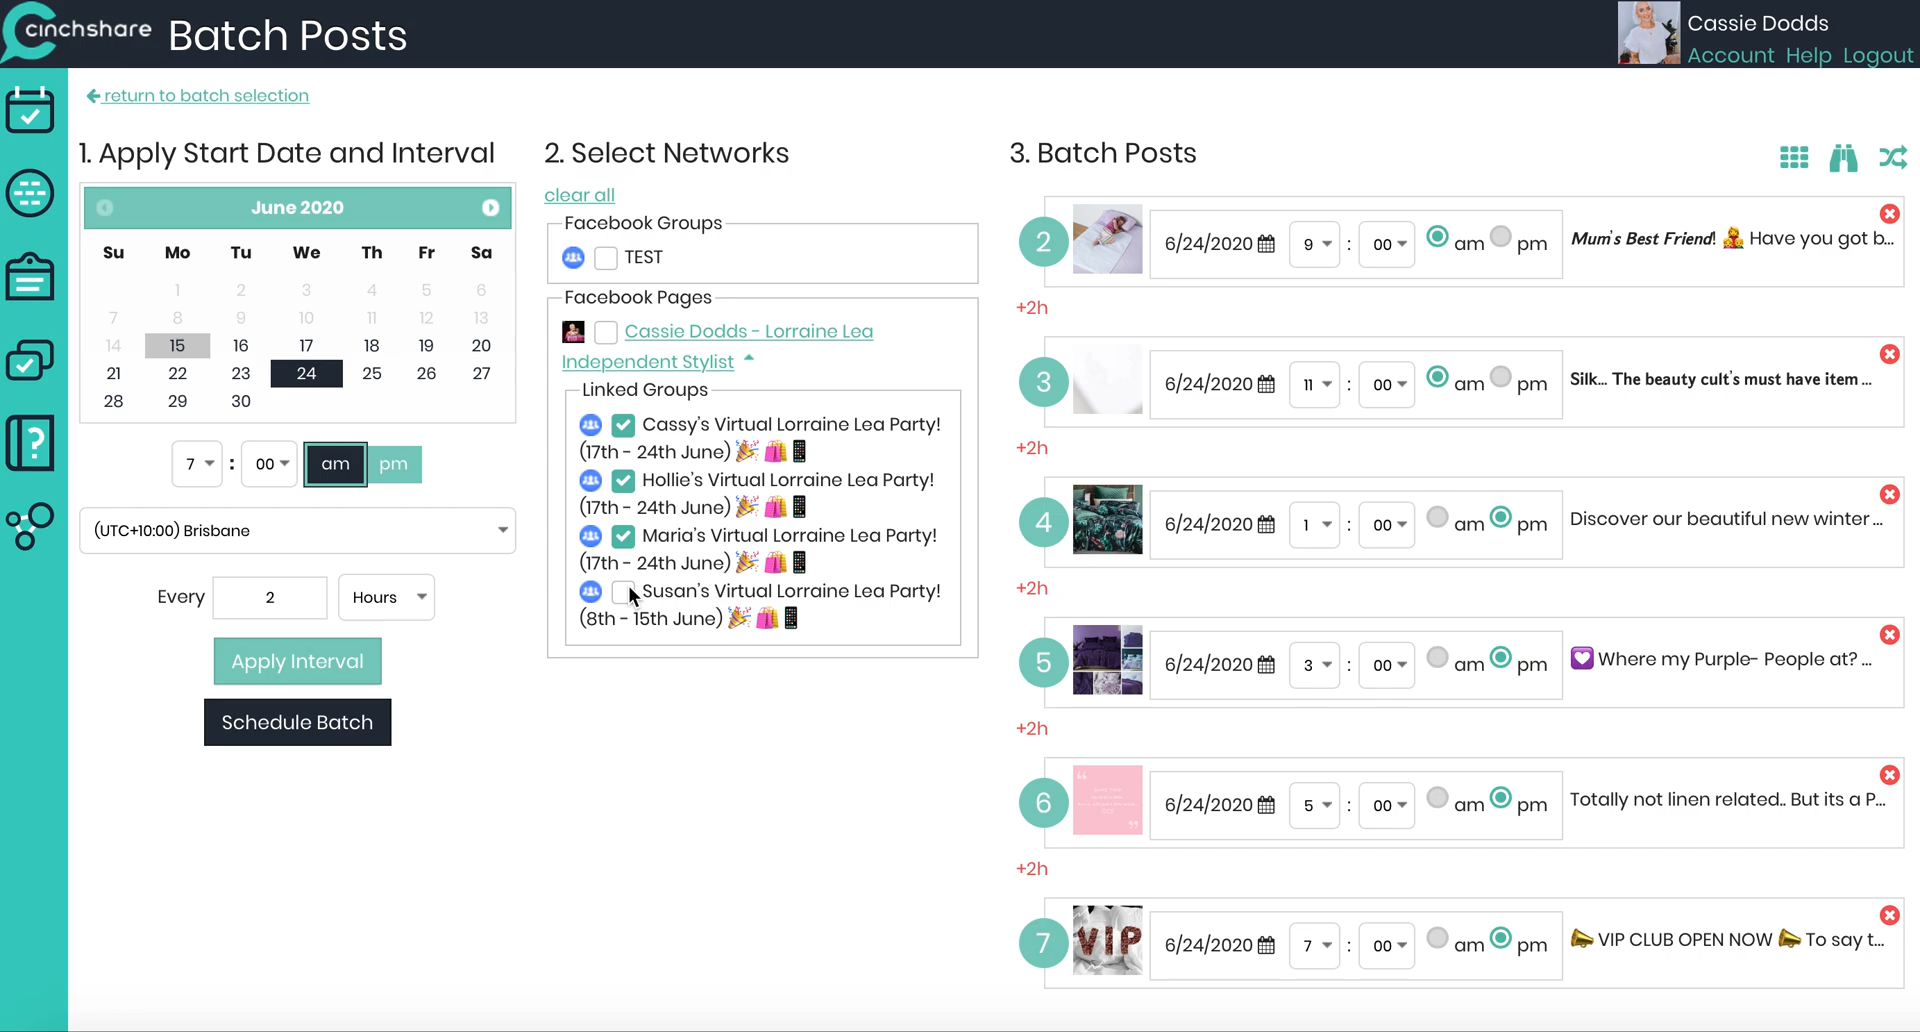 cinchshare Batch Posts
Cassie Dodds
Account Help Logout
return to batch selection
1. Apply Start Date and Interval
June 2020
Su Mo Tu We Th Fr Sa
1 2 3 4 5 6
7 8 9 10 11 12 13
14 15 16 17 18 19 20
21 22 23 24 25 26 27
28 29 30
7 : 00 am pm
(UTC+10:00) Brisbane
Every 2 Hours
Apply Interval
Schedule Batch
2. Select Networks
clear all
Facebook Groups
TEST
Facebook Pages
Cassie Dodds - Lorraine Lea
Independent Stylist
Linked Groups
Cassy's Virtual Lorraine Lea Party!
(17th - 24th June) 🎉🛍📱
Hollie's Virtual Lorraine Lea Party!
(17th - 24th June) 🎉🛍📱
Maria's Virtual Lorraine Lea Party!
(17th - 24th June) 🎉🛍📱
Susan's Virtual Lorraine Lea Party!
(8th - 15th June) 🎉🛍📱
3. Batch Posts
2 6/24/2020 9 : 00 am pm Mum's Best Friend! 🤱 Have you got b...
+2h
3 6/24/2020 11 : 00 am pm Silk... The beauty cult's must have item ...
+2h
4 6/24/2020 1 : 00 am pm Discover our beautiful new winter ...
+2h
5 6/24/2020 3 : 00 am pm 💟 Where my Purple- People at? ...
+2h
6 6/24/2020 5 : 00 am pm Totally not linen related.. But its a P...
+2h
7 VIP 6/24/2020 7 : 00 am pm 📣 VIP CLUB OPEN NOW 📣 To say t...